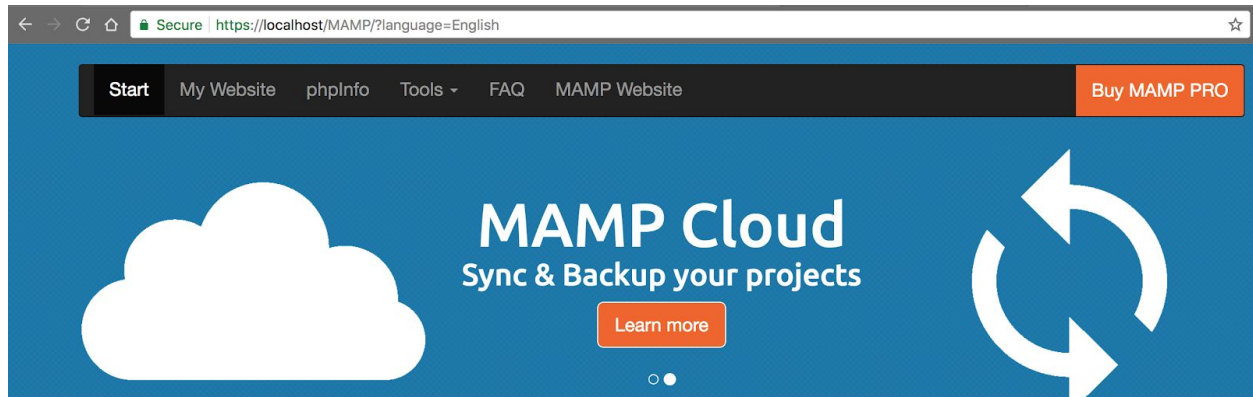 Secure https://localhost/MAMP/?language=English
Start My Website phpInfo Tools FAQ MAMP Website Buy MAMP PRO
MAMP Cloud
Sync & Backup your projects
Learn more